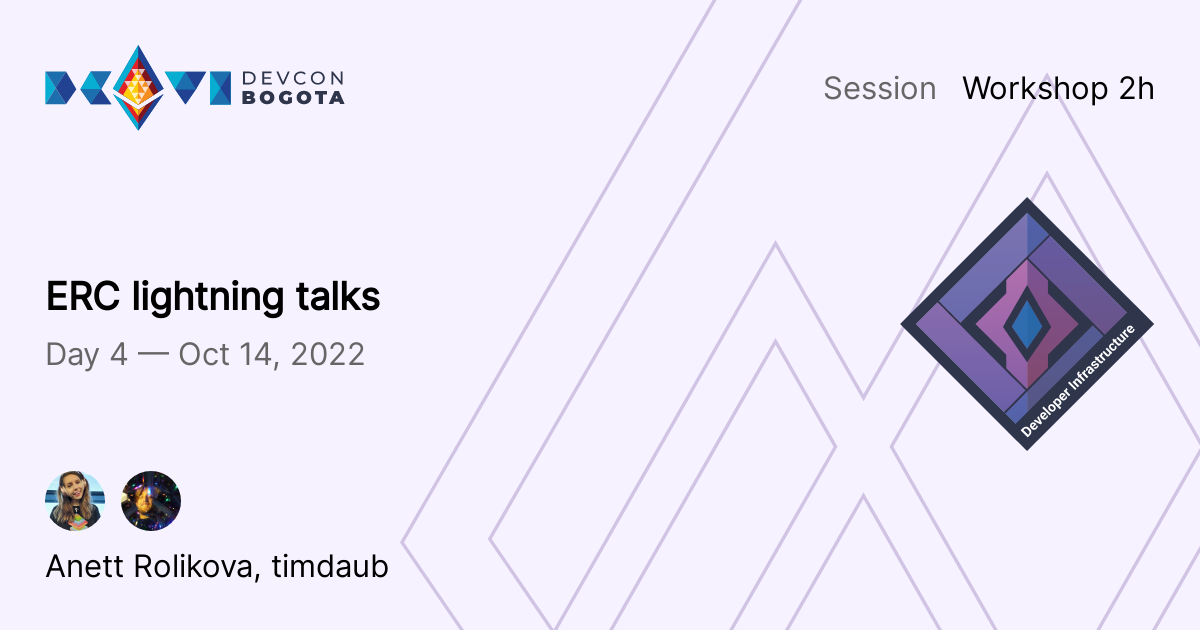 DEVCON
BOGOTA
Session Workshop 2h
ERC lightning talks
Day 4 — Oct 14, 2022
Developer Infrastructure
Anett Rolikova, timdaub